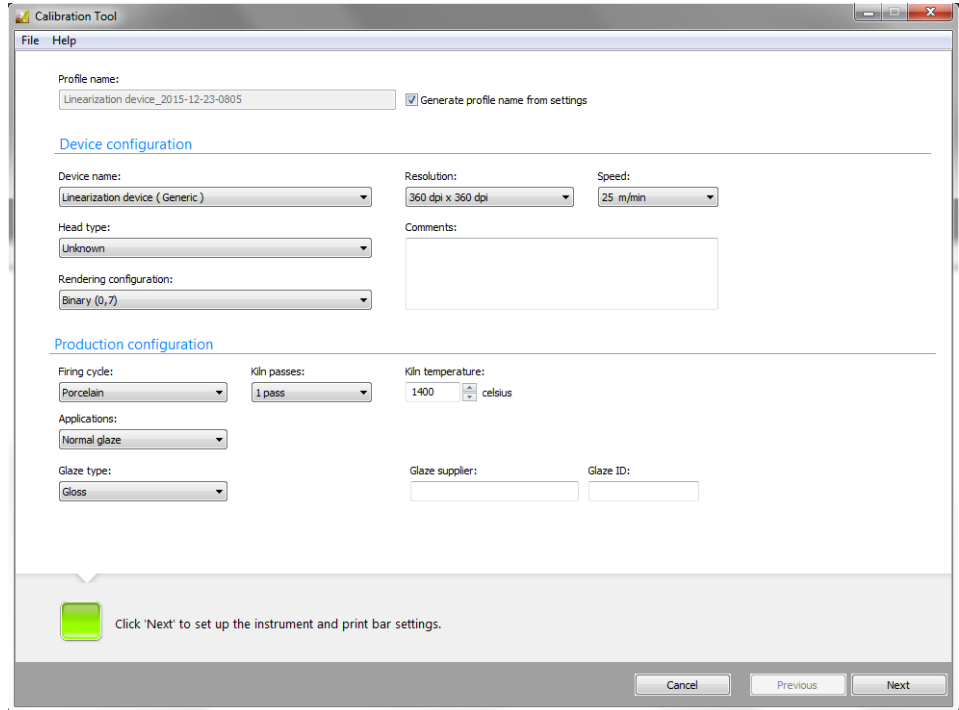 Calibration Tool
File Help
Profile name:
Linearization device_2015-12-23-0805
Generate profile name from settings
Device configuration
Device name: Resolution: Speed:
Linearization device ( Generic ) 360 dpi x 360 dpi 25 m/min
Head type: Comments:
Unknown
Rendering configuration:
Binary (0,7)
Production configuration
Firing cycle: Kiln passes: Kiln temperature:
Porcelain 1 pass 1400 celsius
Applications:
Normal glaze
Glaze type: Glaze supplier: Glaze ID:
Gloss
Click 'Next' to set up the instrument and print bar settings.
Cancel Previous Next